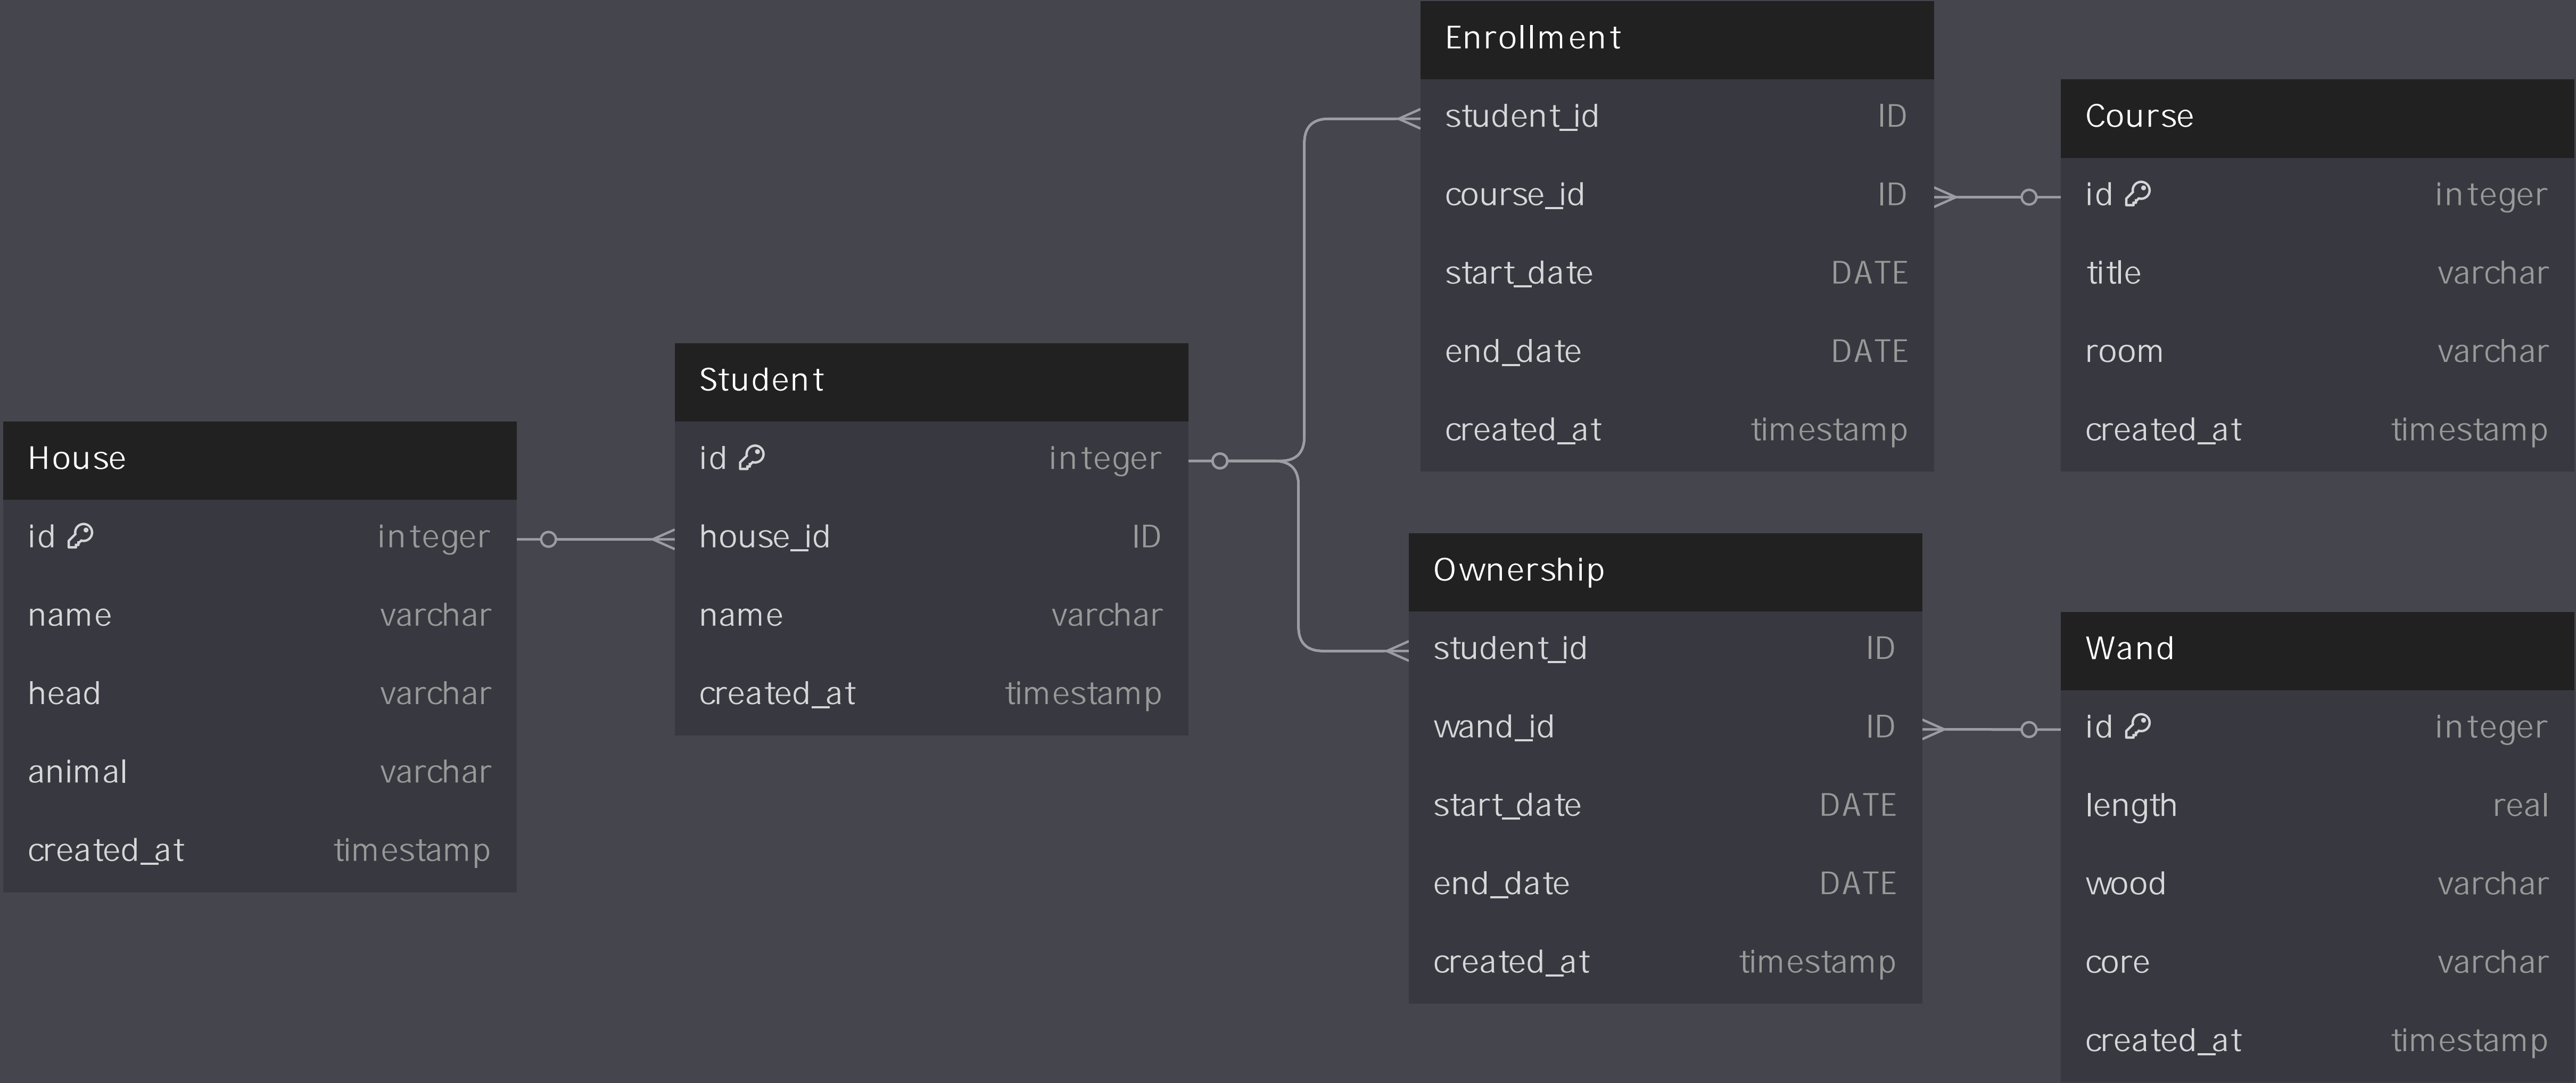 House
id integer
name varchar
head varchar
animal varchar
created_at timestamp
Student
id integer
house_id ID
name varchar
created_at timestamp
Enrollment
student_id ID
course_id ID
start_date DATE
end_date DATE
created_at timestamp
Ownership
student_id ID
wand_id ID
start_date DATE
end_date DATE
created_at timestamp
Course
id integer
title varchar
room varchar
created_at timestamp
Wand
id integer
length real
wood varchar
core varchar
created_at timestamp